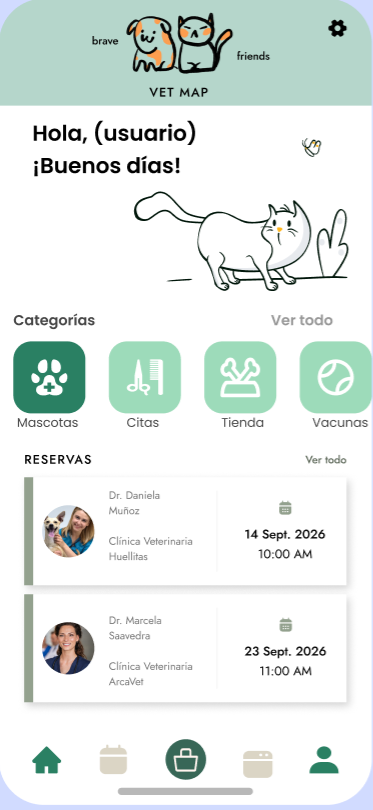 brave
friends
VET MAP
Hola, (usuario)
¡Buenos días!
Categorías
Ver todo
Mascotas
Citas
Tienda
Vacunas
RESERVAS
Ver todo
Dr. Daniela
Muñoz
Clínica Veterinaria
Huellitas
14 Sept. 2026
10:00 AM
Dr. Marcela
Saavedra
Clínica Veterinaria
ArcaVet
23 Sept. 2026
11:00 AM